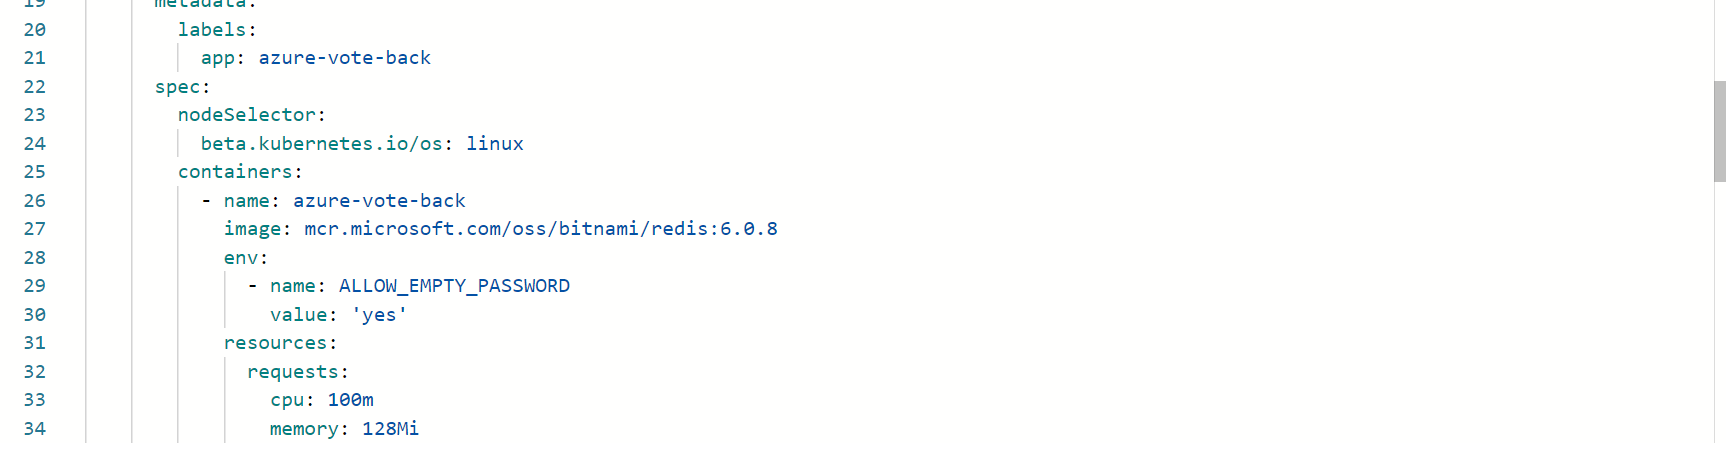 19 metadata:
20 labels:
21 app: azure-vote-back
22 spec:
23 nodeSelector:
24 beta.kubernetes.io/os: linux
25 containers:
26 - name: azure-vote-back
27 image: mcr.microsoft.com/oss/bitnami/redis:6.0.8
28 env:
29 - name: ALLOW_EMPTY_PASSWORD
30 value: 'yes'
31 resources:
32 requests:
33 cpu: 100m
34 memory: 128Mi